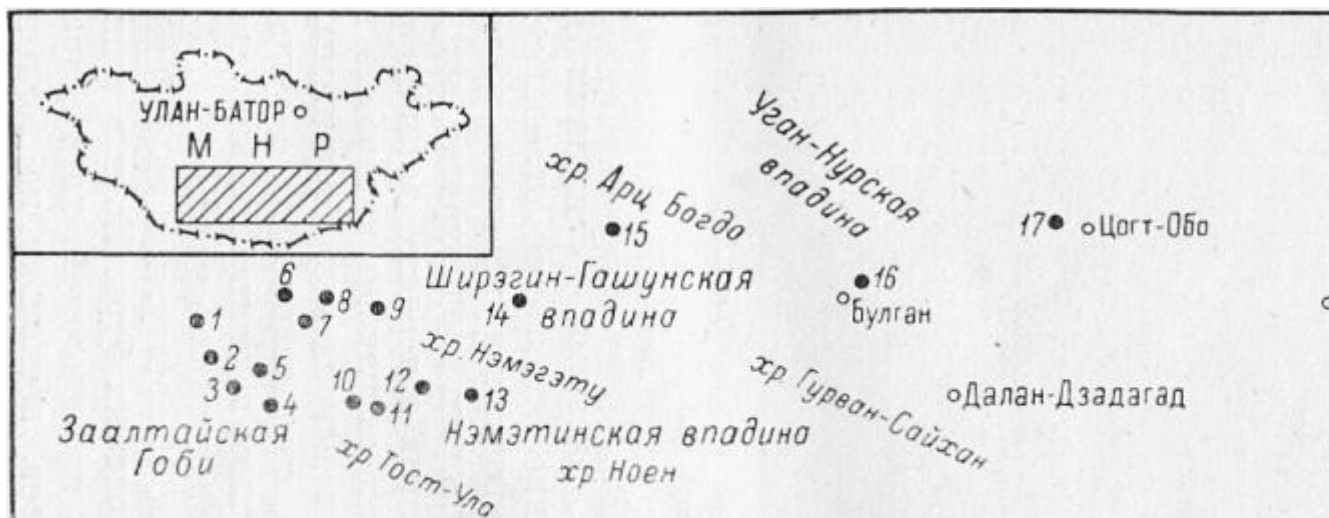 УЛАН-БАТОР
М Н Р
Уган-Нурская
впадина
хр. Арц Богдо
15
17
Цогт-Обо
Ширэгин-Гашунская
впадина
14
16
Булган
6
8
9
1
7
хр. Нэмэгэту
2
5
3
4
10
12
11
13
хр. Гурван-Сайхан
Далан-Дзадагад
Заалтайская
Гоби
Нэмэтинская впадино
хр. Тост-Ула
хр. Ноен